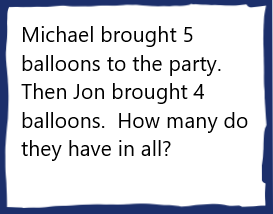 Michael brought 5
balloons to the party.
Then Jon brought 4
balloons.  How many do
they have in all?